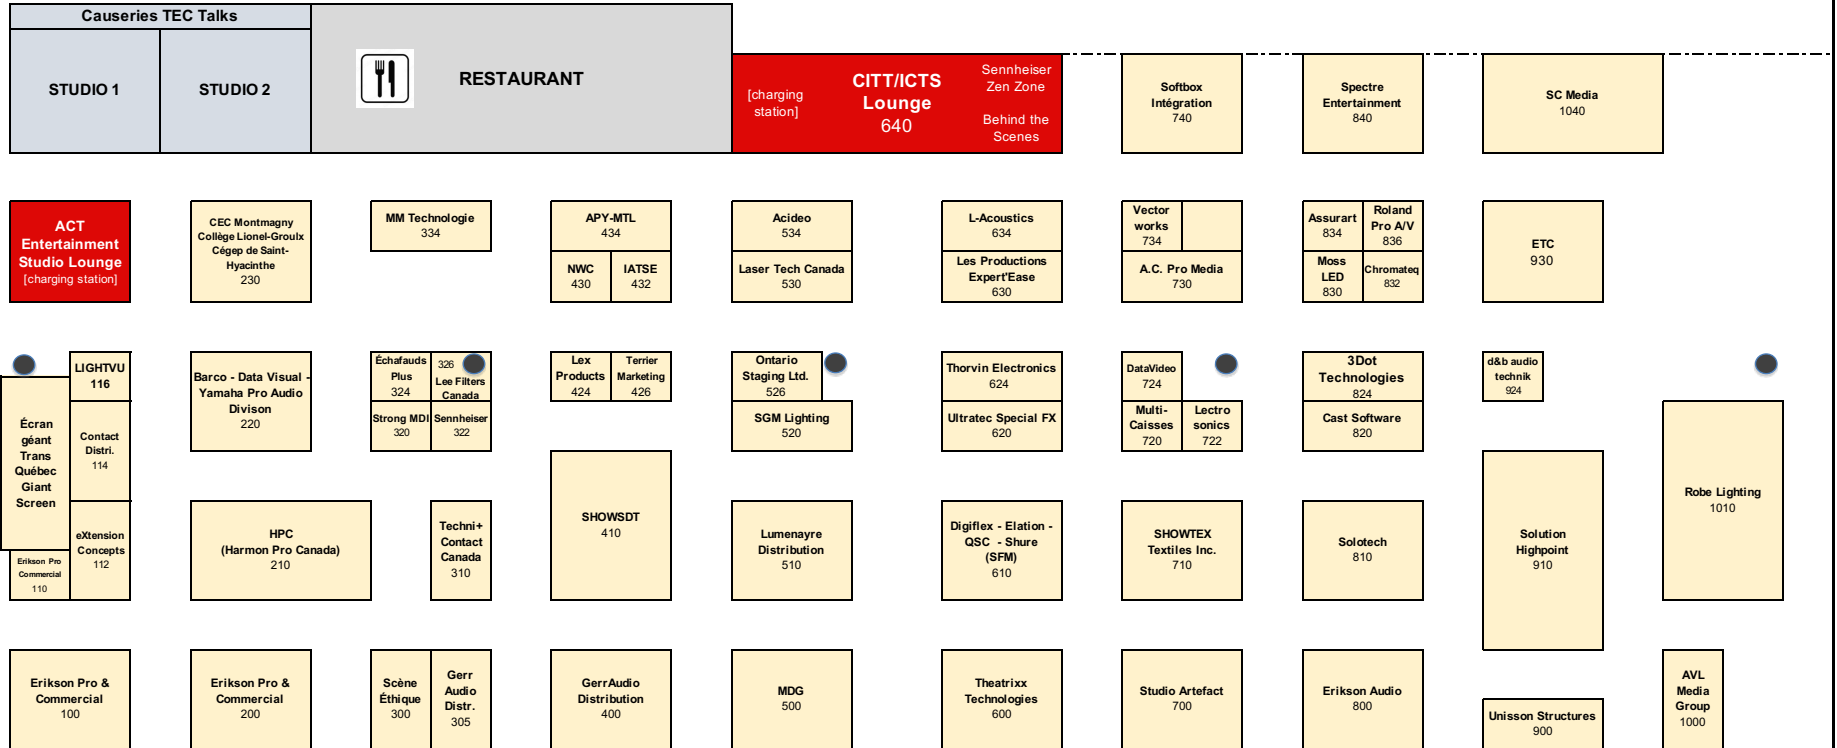 Causeries TEC Talks
STUDIO 1
STUDIO 2
RESTAURANT
[charging
station]
CITT/ICTS
Lounge
640
Sennheiser
Zen Zone
Behind the
Scenes
Softbox
Intégration
740
Spectre
Entertainment
840
SC Media
1040
ACT
Entertainment
Studio Lounge
[charging station]
CEC Montmagny
Collège Lionel-Groulx
Cégep de Saint-
Hyacinthe
230
MM Technologie
334
APY-MTL
434
NWC
430
IATSE
432
Acideo
534
Laser Tech Canada
530
L-Acoustics
634
Les Productions
Expert'Ease
630
Vector
works
734
A.C. Pro Media
730
Assurart
834
Roland
Pro A/V
836
Moss
LED
830
Chromateq
832
ETC
930
LIGHTVU
116
Écran
géant
Trans
Québec
Giant
Screen
Contact
Distri.
114
eXtension
Concepts
112
Erikson Pro
Commercial
110
Barco - Data Visual -
Yamaha Pro Audio
Divison
220
Échafauds
Plus
324
326
Lee Filters
Canada
Strong MDI
320
Sennheiser
322
Lex
Products
424
Terrier
Marketing
426
Ontario
Staging Ltd.
526
SGM Lighting
520
Thorvin Electronics
624
Ultratec Special FX
620
DataVideo
724
Multi-
Caisses
720
Lectro
sonics
722
3Dot
Technologies
824
Cast Software
820
d&b audio
technik
924
HPC
(Harmon Pro Canada)
210
Techni+
Contact
Canada
310
SHOWSDT
410
Lumenayre
Distribution
510
Digiflex - Elation -
QSC - Shure
(SFM)
610
SHOWTEX
Textiles Inc.
710
Solotech
810
Solution
Highpoint
910
Robe Lighting
1010
Erikson Pro &
Commercial
100
Erikson Pro &
Commercial
200
Scène
Éthique
300
Gerr
Audio
Distr.
305
GerrAudio
Distribution
400
MDG
500
Theatrixx
Technologies
600
Studio Artefact
700
Erikson Audio
800
Unisson Structures
900
AVL
Media
Group
1000